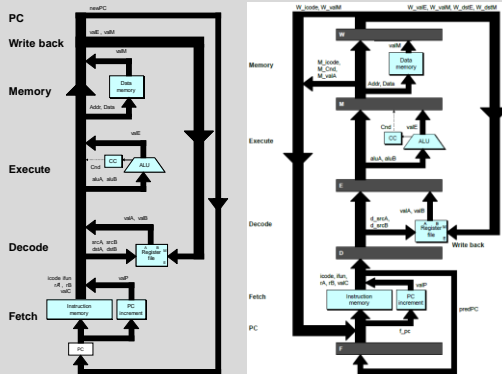 PC
newPC
Write back
valE, valM
valM
Memory
Data
memory
Addr, Data
valE
Execute
Cnd
CC
ALU
aluA, aluB
valA, valB
Decode
srcA, srcB
dstA, dstB
A B
Register
file
M
E
icode ifun
rA, rB
valC
valP
Fetch
Instruction
memory
PC
increment
PC
W_icode, W_valM
W_valE, W_valM, W_dstE, W_dstM
W
valM
Memory
M_icode,
M_Cnd,
M_valA
Data
memory
Addr, Data
M
Execute
Cnd
valE
CC
ALU
aluA, aluB
E
valA, valB
Decode
d_srcA,
d_srcB
A B
Register
file
M
E
Write back
D
icode, ifun,
rA, rB, valC
valP
Fetch
Instruction
memory
PC
increment
predPC
PC
f_pc
F